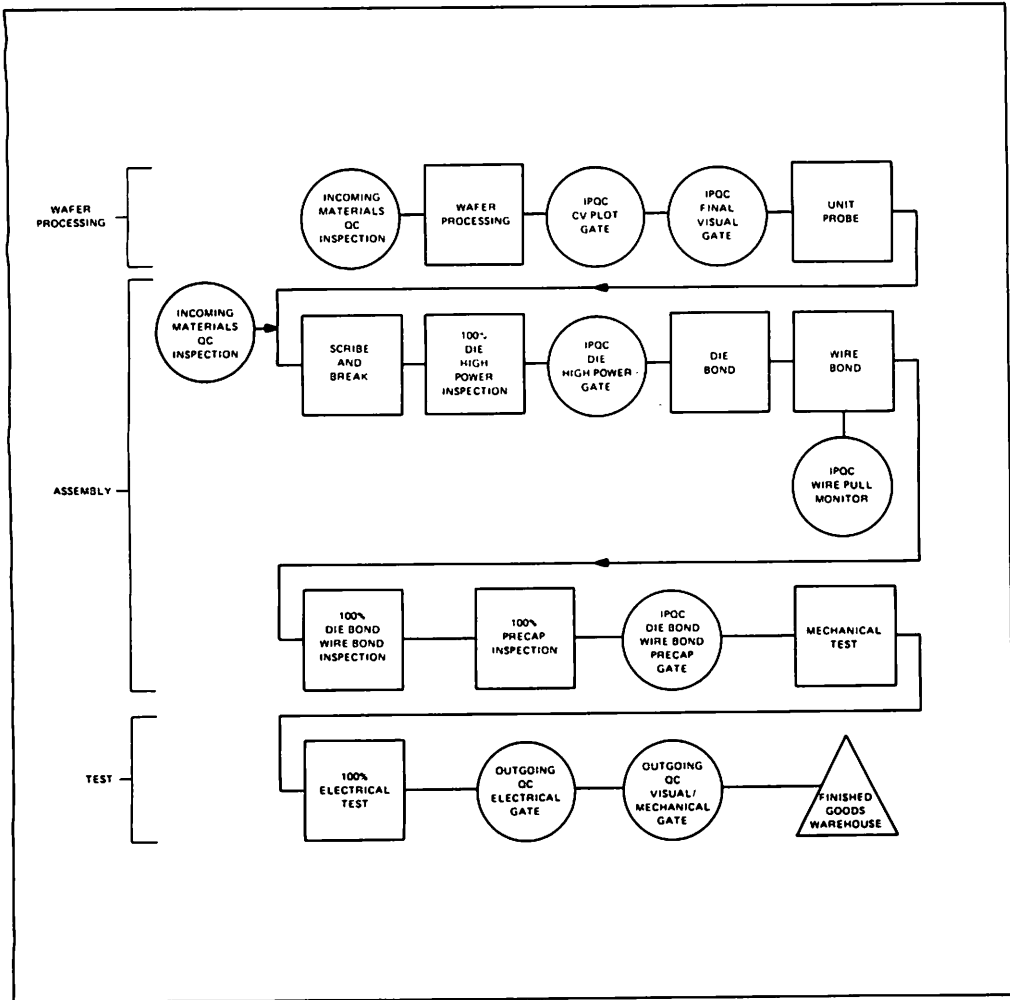 WAFER
PROCESSING
INCOMING
MATERIALS
QC
INSPECTION
WAFER
PROCESSING
IPQC
CV PLOT
GATE
IPQC
FINAL
VISUAL
GATE
UNIT
PROBE
INCOMING
MATERIALS
QC
INSPECTION
SCRIBE
AND
BREAK
100%
DIE
HIGH
POWER
INSPECTION
IPQC
DIE
HIGH POWER
GATE
DIE
BOND
WIRE
BOND
IPQC
WIRE PULL
MONITOR
ASSEMBLY
100%
DIE BOND
WIRE BOND
INSPECTION
100%
PRECAP
INSPECTION
IPQC
DIE BOND
WIRE BOND
PRECAP
GATE
MECHANICAL
TEST
TEST
100%
ELECTRICAL
TEST
OUTGOING
QC
ELECTRICAL
GATE
OUTGOING
QC
VISUAL/
MECHANICAL
GATE
FINISHED
GOODS
WAREHOUSE